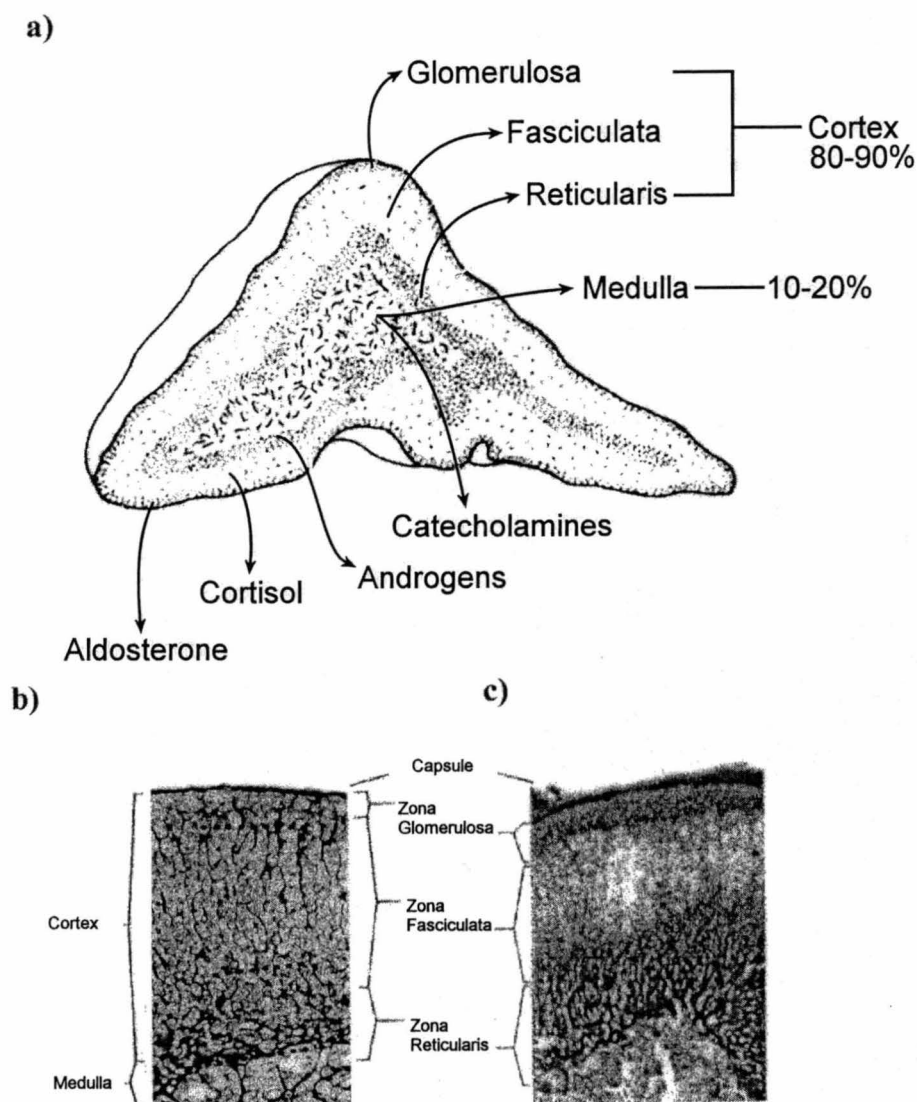 a)
Glomerulosa
Fasciculata
Cortex
80-90%
Reticularis
Medulla
10-20%
Catecholamines
Androgens
Cortisol
Aldosterone
b)
c)
Capsule
Zona
Glomerulosa
Cortex
Zona
Fasciculata
Zona
Reticularis
Medulla